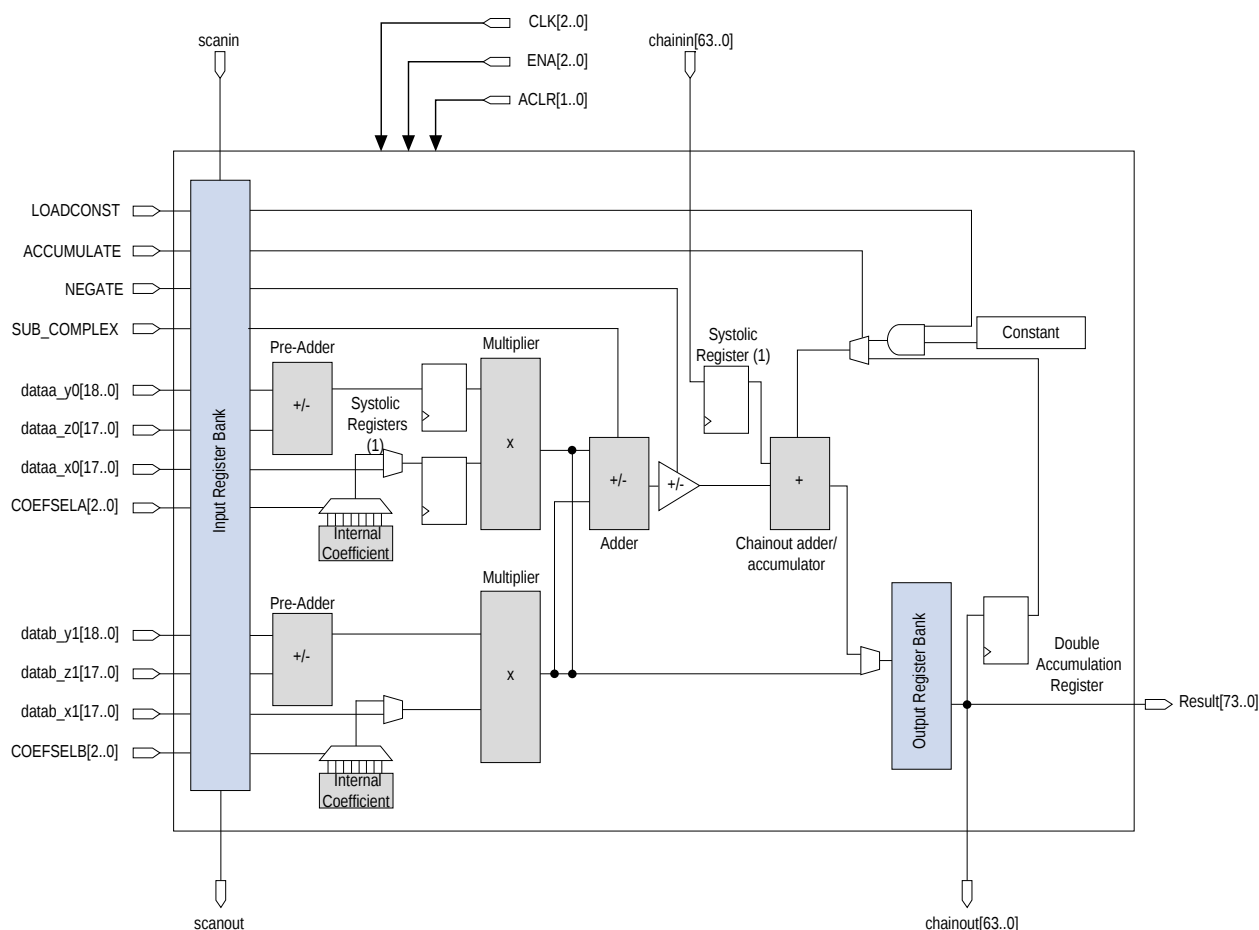 CLK[2..0]
scanin
chainin[63..0]
ENA[2..0]
ACLR[1..0]
LOADCONST
ACCUMULATE
NEGATE
SUB_COMPLEX
dataa_y0[18..0]
dataa_z0[17..0]
dataa_x0[17..0]
COEFSELA[2..0]
datab_y1[18..0]
datab_z1[17..0]
datab_x1[17..0]
COEFSELB[2..0]
Input Register Bank
Pre-Adder
+/-
Systolic
Registers
(1)
Internal
Coefficient
Multiplier
x
+/-
Adder
+/-
Systolic
Register (1)
+
Chainout adder/
accumulator
Constant
Pre-Adder
+/-
Internal
Coefficient
Multiplier
x
Output Register Bank
Double
Accumulation
Register
Result[73..0]
scanout
chainout[63..0]